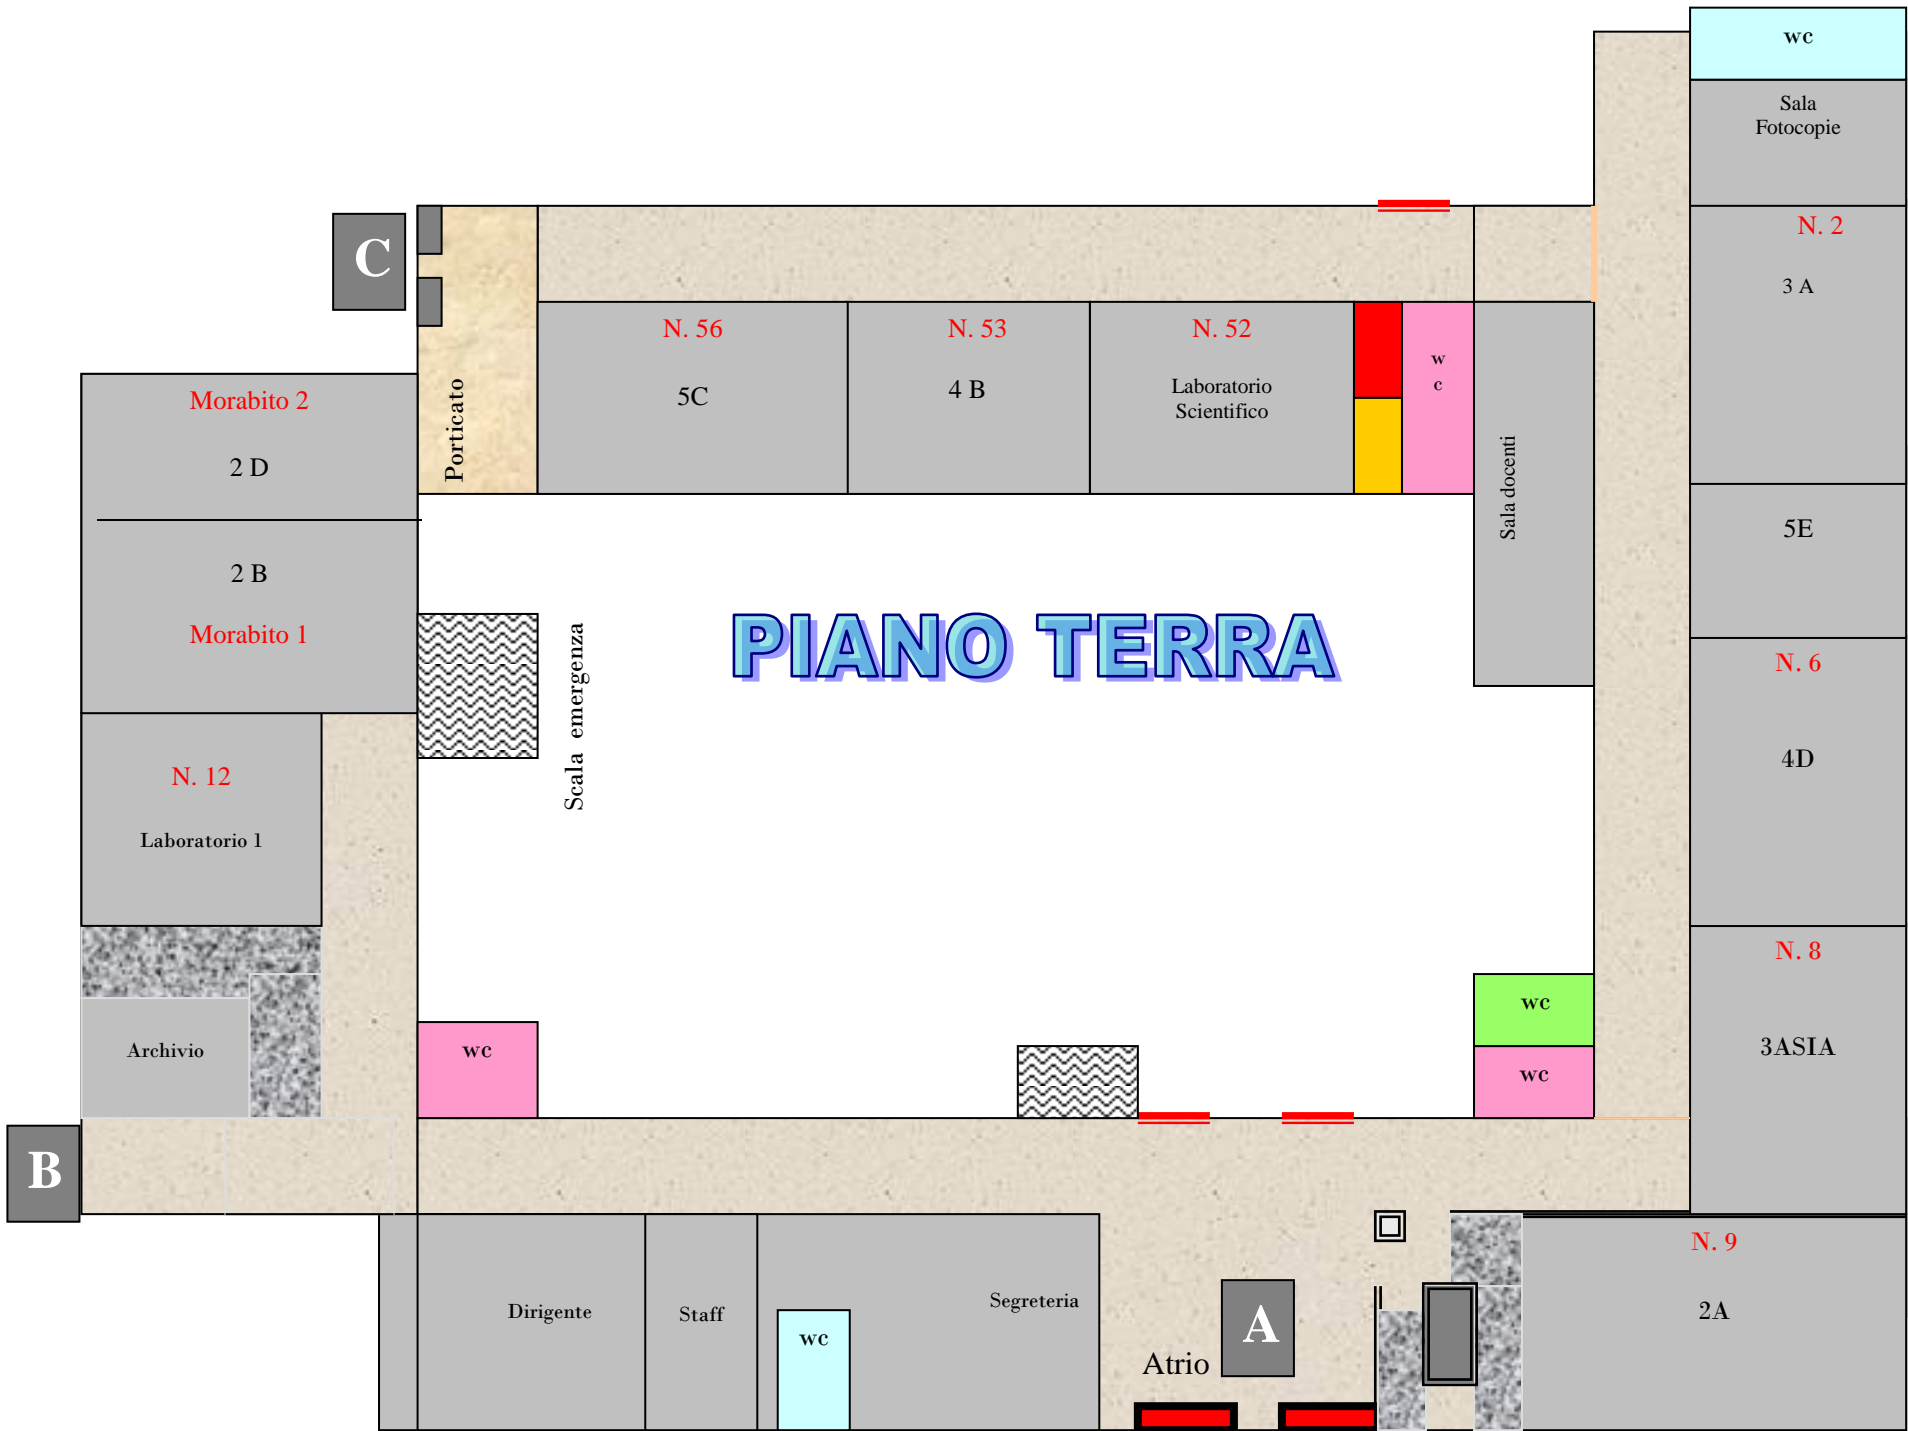 wc
Sala
Fotocopie
N. 2
3 A
C
N. 56
5C
N. 53
4 B
N. 52
Laboratorio
Scientifico
w
c
Sala docenti
Porticato
Morabito 2
2 D
2 B
Morabito 1
5E
PIANO TERRA
Scala emergenza
N. 6
4D
N. 12
Laboratorio 1
N. 8
3ASIA
Archivio
wc
wc
wc
B
N. 9
2A
Dirigente
Staff
wc
Segreteria
A
Atrio